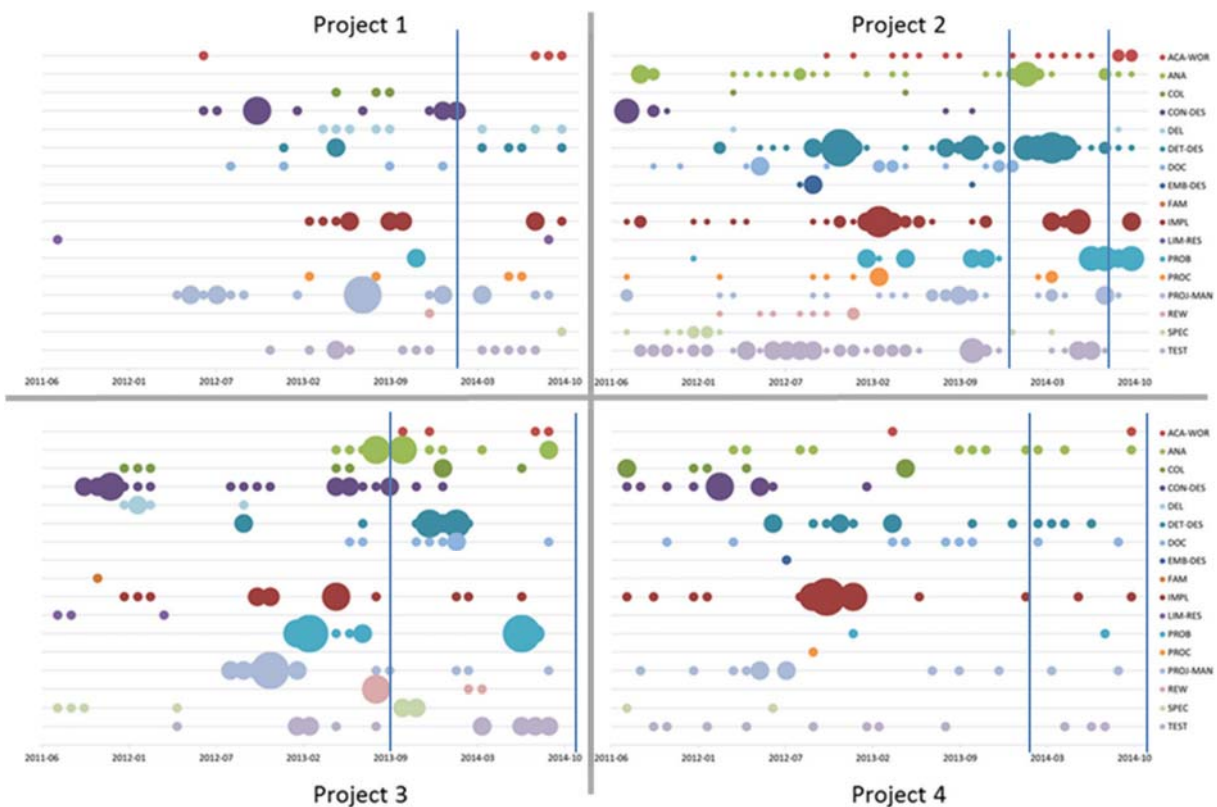 Project 1
Project 2
ACA-WOR
ANA
COL
CON-DES
DEL
DET-DES
DOC
EMB-DES
FAM
IMPL
LIM-RES
PROB
PROC
PROJ-MAN
REW
SPEC
TEST
2011-06 2012-01 2012-07 2013-02 2013-09 2014-03 2014-10
2011-06 2012-01 2012-07 2013-02 2013-09 2014-03 2014-10
ACA-WOR
ANA
COL
CON-DES
DEL
DET-DES
DOC
EMB-DES
FAM
IMPL
LIM-RES
PROB
PROC
PROJ-MAN
REW
SPEC
TEST
2011-06 2012-01 2012-07 2013-02 2013-09 2014-03 2014-10
2011-06 2012-01 2012-07 2013-02 2013-09 2014-03 2014-10
Project 3
Project 4